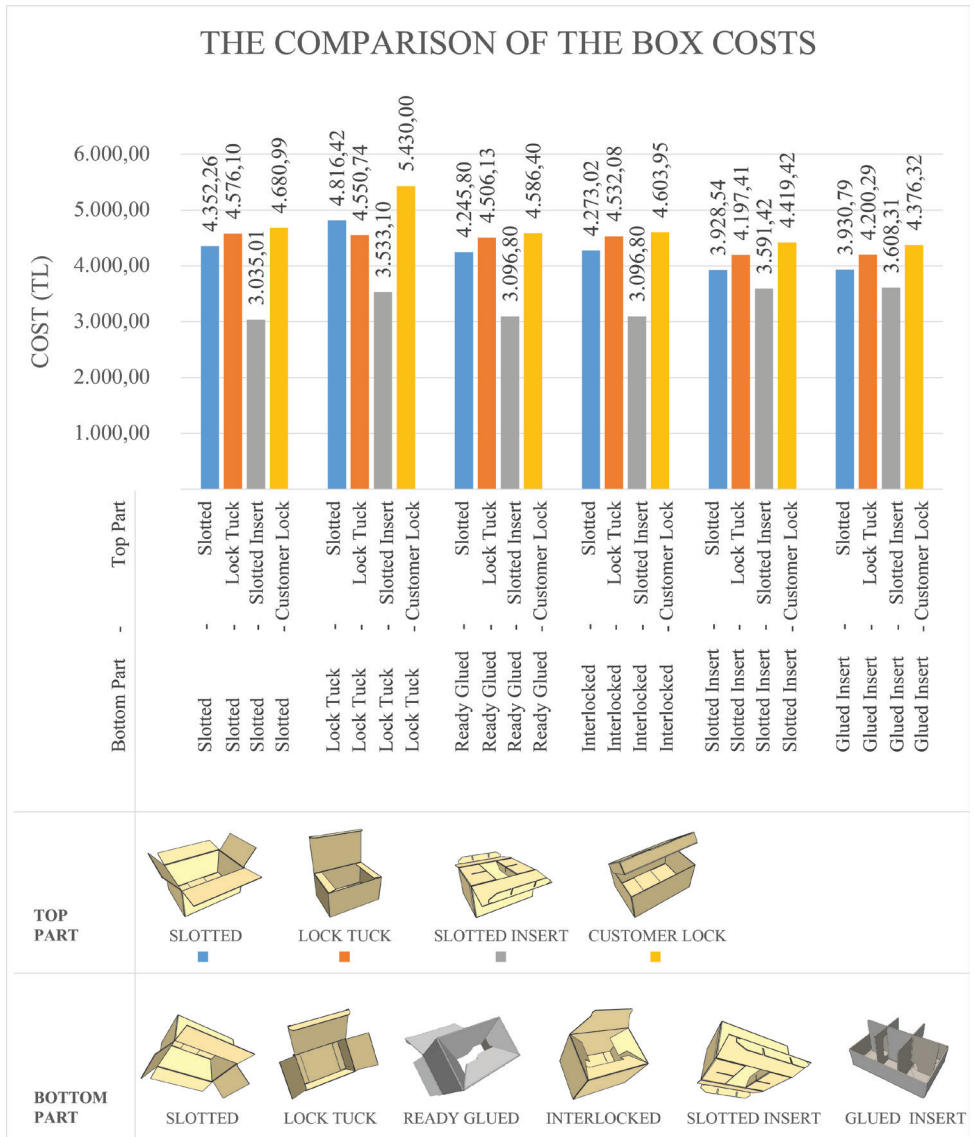 THE COMPARISON OF THE BOX COSTS
COST (TL)
6.000,00
5.000,00
4.000,00
3.000,00
2.000,00
1.000,00
4.352,26
4.576,10
3.035,01
4.680,99
4.816,42
4.550,74
3.533,10
5.430,00
4.245,80
4.506,13
3.096,80
4.586,40
4.273,02
4.532,08
3.096,80
4.603,95
3.928,54
4.197,41
3.591,42
4.419,42
3.930,79
4.200,29
3.608,31
4.376,32
Bottom Part - Top Part
Slotted - Slotted
Slotted - Lock Tuck
Slotted - Slotted Insert
Slotted - Customer Lock
Lock Tuck - Slotted
Lock Tuck - Lock Tuck
Lock Tuck - Slotted Insert
Lock Tuck - Customer Lock
Ready Glued - Slotted
Ready Glued - Lock Tuck
Ready Glued - Slotted Insert
Ready Glued - Customer Lock
Interlocked - Slotted
Interlocked - Lock Tuck
Interlocked - Slotted Insert
Interlocked - Customer Lock
Slotted Insert - Slotted
Slotted Insert - Lock Tuck
Slotted Insert - Slotted Insert
Slotted Insert - Customer Lock
Glued Insert - Slotted
Glued Insert - Lock Tuck
Glued Insert - Slotted Insert
Glued Insert - Customer Lock
TOP
PART
SLOTTED
LOCK TUCK
SLOTTED INSERT
CUSTOMER LOCK
BOTTOM
PART
SLOTTED
LOCK TUCK
READY GLUED
INTERLOCKED
SLOTTED INSERT
GLUED INSERT